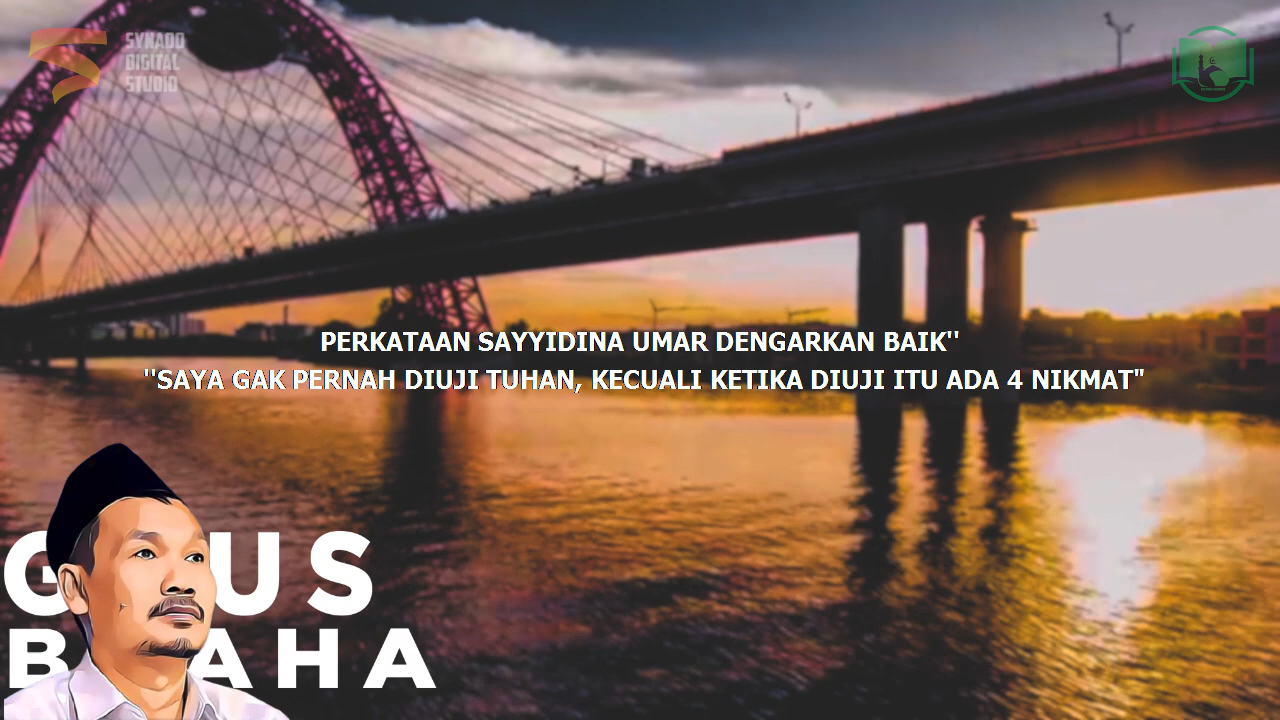 SYNADO
DIGITAL
STUDIO
PERKATAAN SAYYIDINA UMAR DENGARKAN BAIK''
''SAYA GAK PERNAH DIUJI TUHAN, KECUALI KETIKA DIUJI ITU ADA 4 NIKMAT"
GUS
BAHA